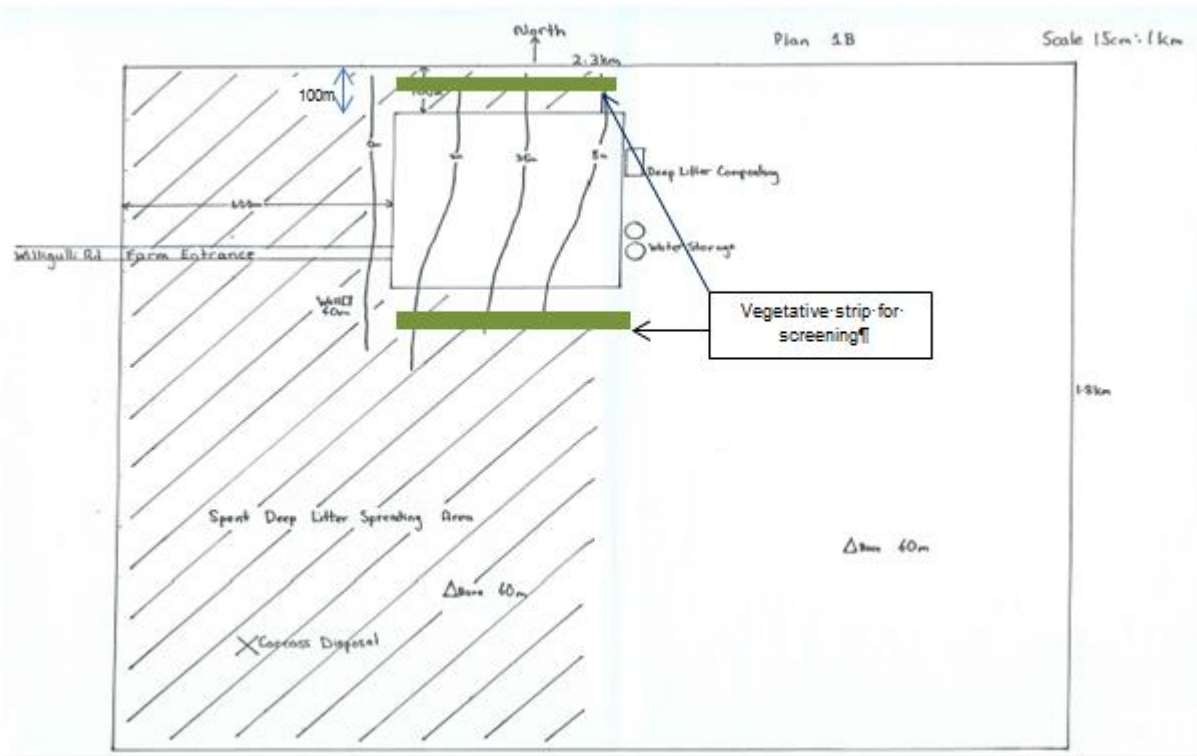 North
Plan 1B
Scale 15cm:1km
2.3km
100m
Deep Litter Composting
Willigulli Rd Farm Entrance
Water Storage
60m
Vegetative strip for
screening¶
1.8km
Spent Deep Litter Spreading Area
Bore 60m
Bore 60m
Carcass Disposal